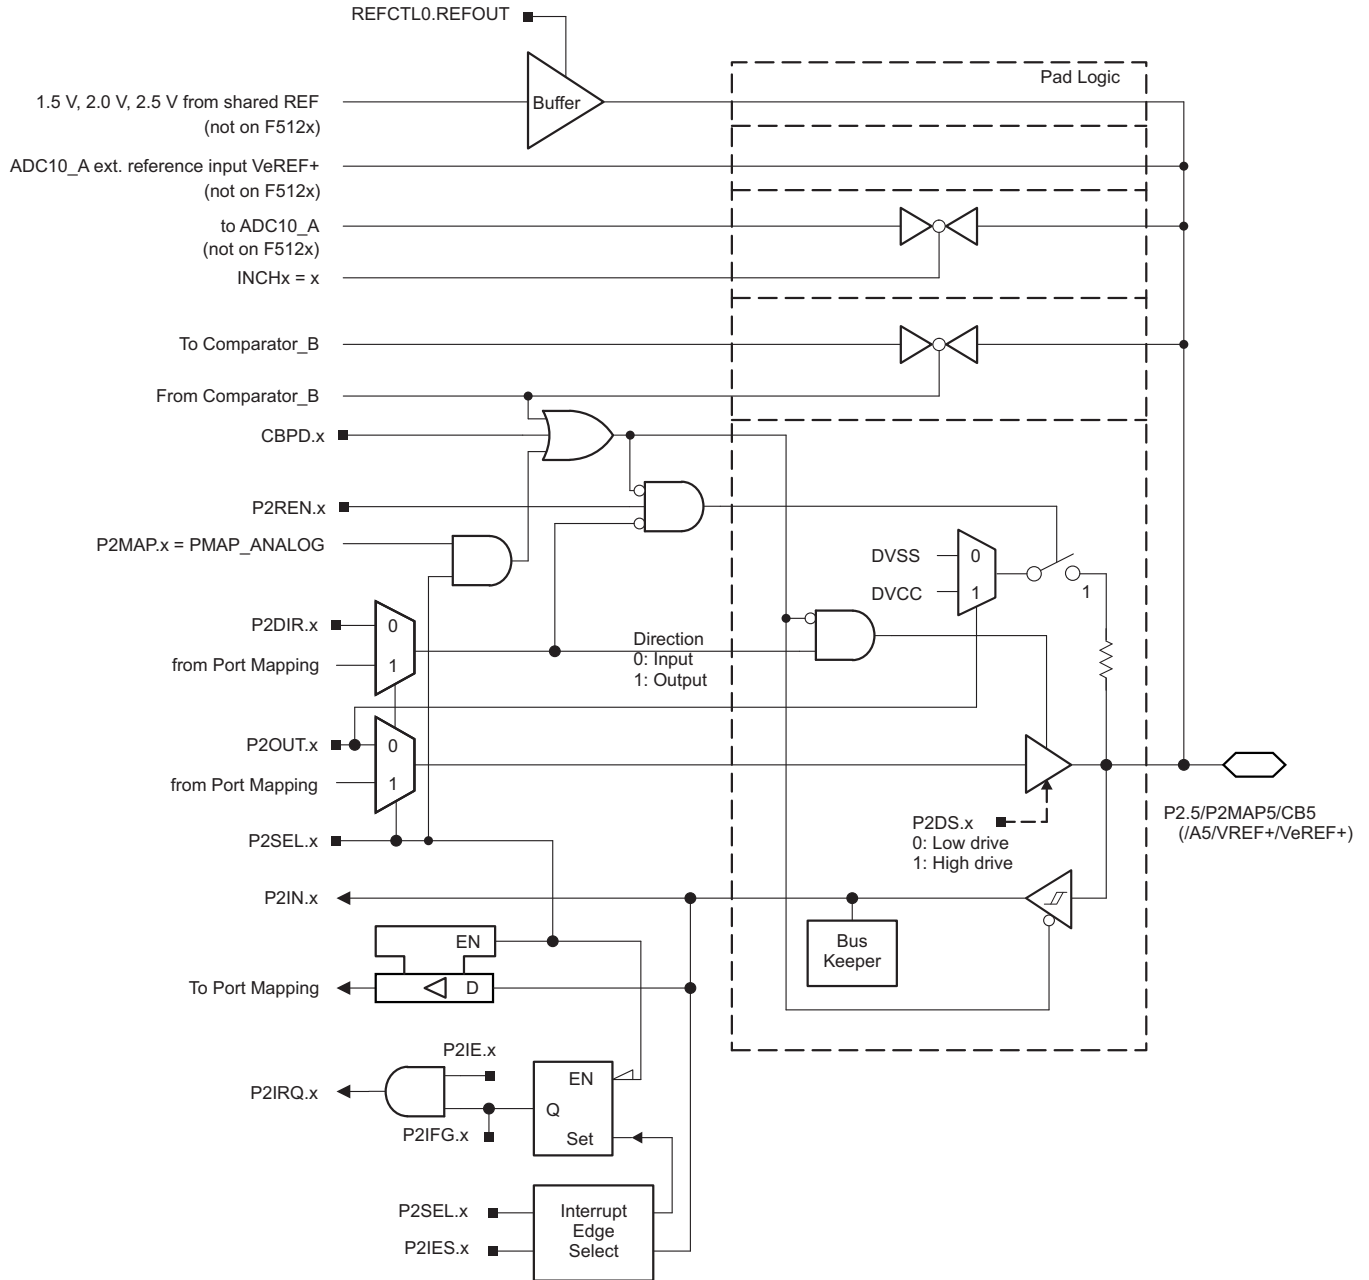 REFCTL0.REFOUT
Pad Logic
Buffer
1.5 V, 2.0 V, 2.5 V from shared REF
(not on F512x)
ADC10_A ext. reference input VeREF+
(not on F512x)
to ADC10_A
(not on F512x)
INCHx = x
To Comparator_B
From Comparator_B
CBPD.x
P2REN.x
P2MAP.x = PMAP_ANALOG
DVSS
0
DVCC
1
1
P2DIR.x
0
from Port Mapping
1
Direction
0: Input
1: Output
P2OUT.x
0
from Port Mapping
1
P2SEL.x
P2DS.x
0: Low drive
1: High drive
P2.5/P2MAP5/CB5
(/A5/VREF+/VeREF+)
P2IN.x
Bus
Keeper
EN
To Port Mapping
D
P2IE.x
EN
P2IRQ.x
Q
P2IFG.x
Set
P2SEL.x
P2IES.x
Interrupt
Edge
Select